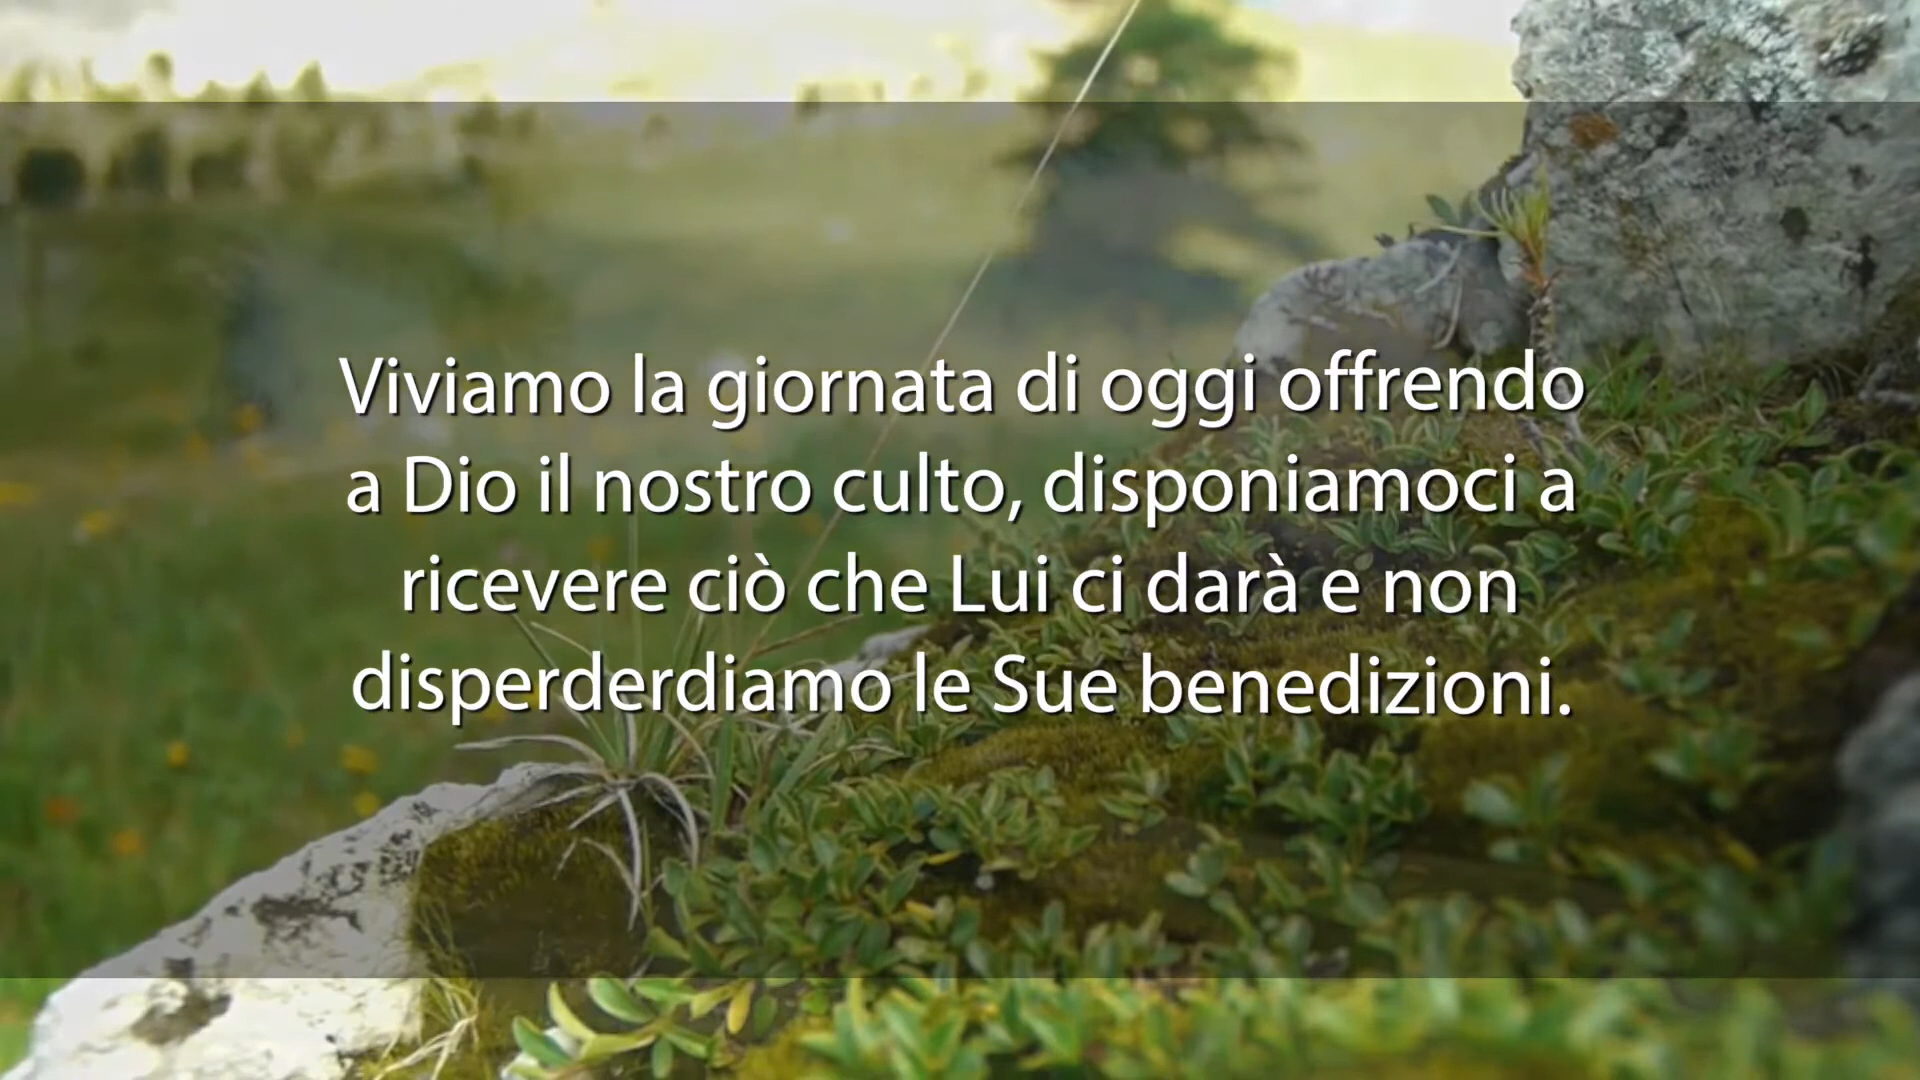 Viviamo la giornata di oggi offrendo
a Dio il nostro culto, disponiamoci a
ricevere ciò che Lui ci darà e non
disperderdiamo le Sue benedizioni.